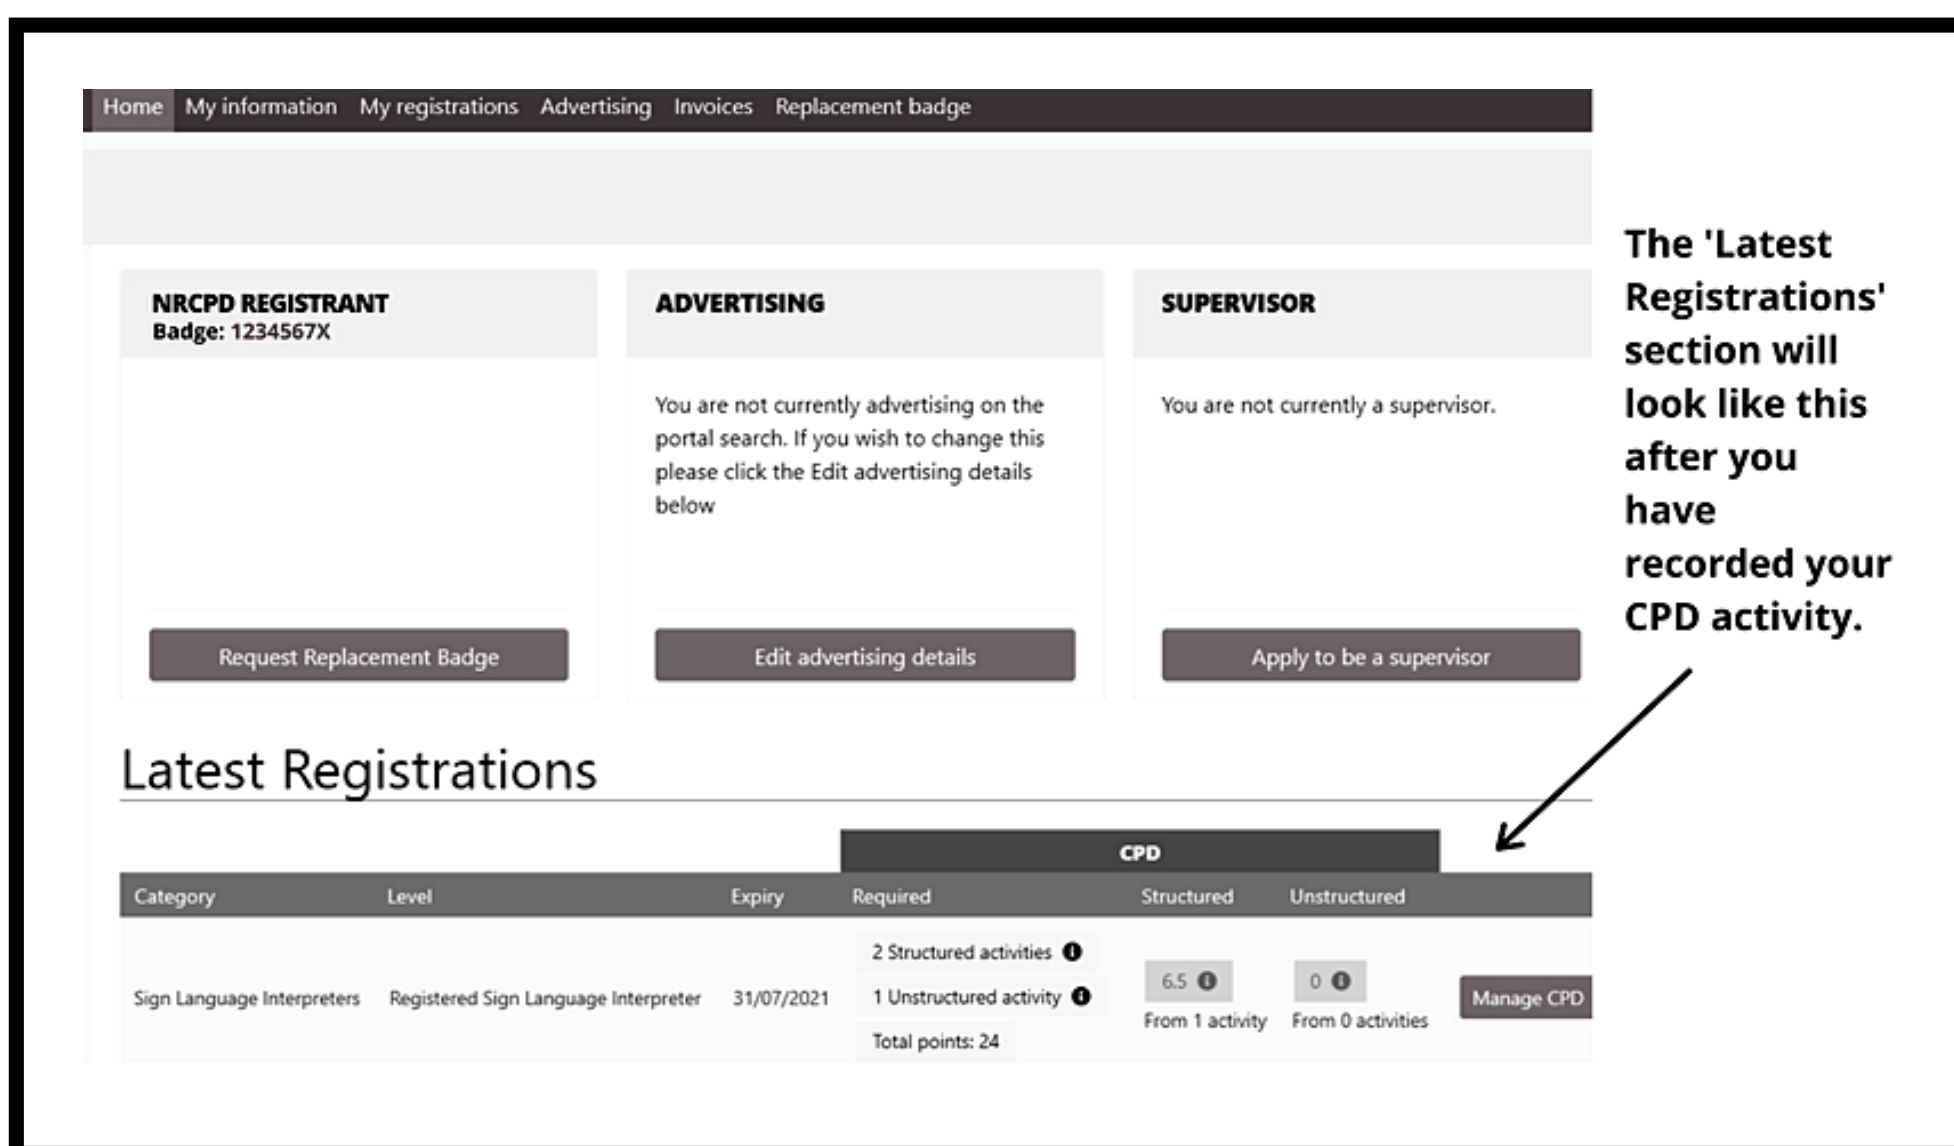 Home My information My registrations Advertising Invoices Replacement badge
NRCPD REGISTRANT
Badge: 1234567X
Request Replacement Badge
ADVERTISING
You are not currently advertising on the
portal search. If you wish to change this
please click the Edit advertising details
below
Edit advertising details
SUPERVISOR
You are not currently a supervisor.
Apply to be a supervisor
The 'Latest
Registrations'
section will
look like this
after you
have
recorded your
CPD activity.
Latest Registrations
CPD
Category Level Expiry Required Structured Unstructured
Sign Language Interpreters Registered Sign Language Interpreter 31/07/2021
2 Structured activities
1 Unstructured activity
Total points: 24
6.5
From 1 activity
0
From 0 activities
Manage CPD